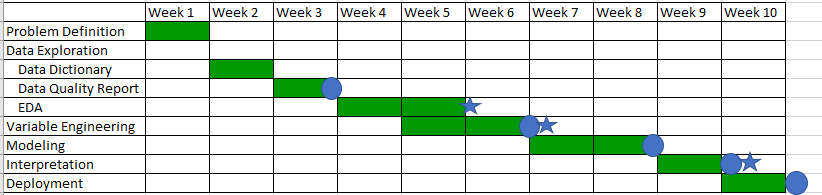 Week 1 Week 2 Week 3 Week 4 Week 5 Week 6 Week 7 Week 8 Week 9 Week 10
Problem Definition
Data Exploration
Data Dictionary
Data Quality Report
EDA
Variable Engineering
Modeling
Interpretation
Deployment